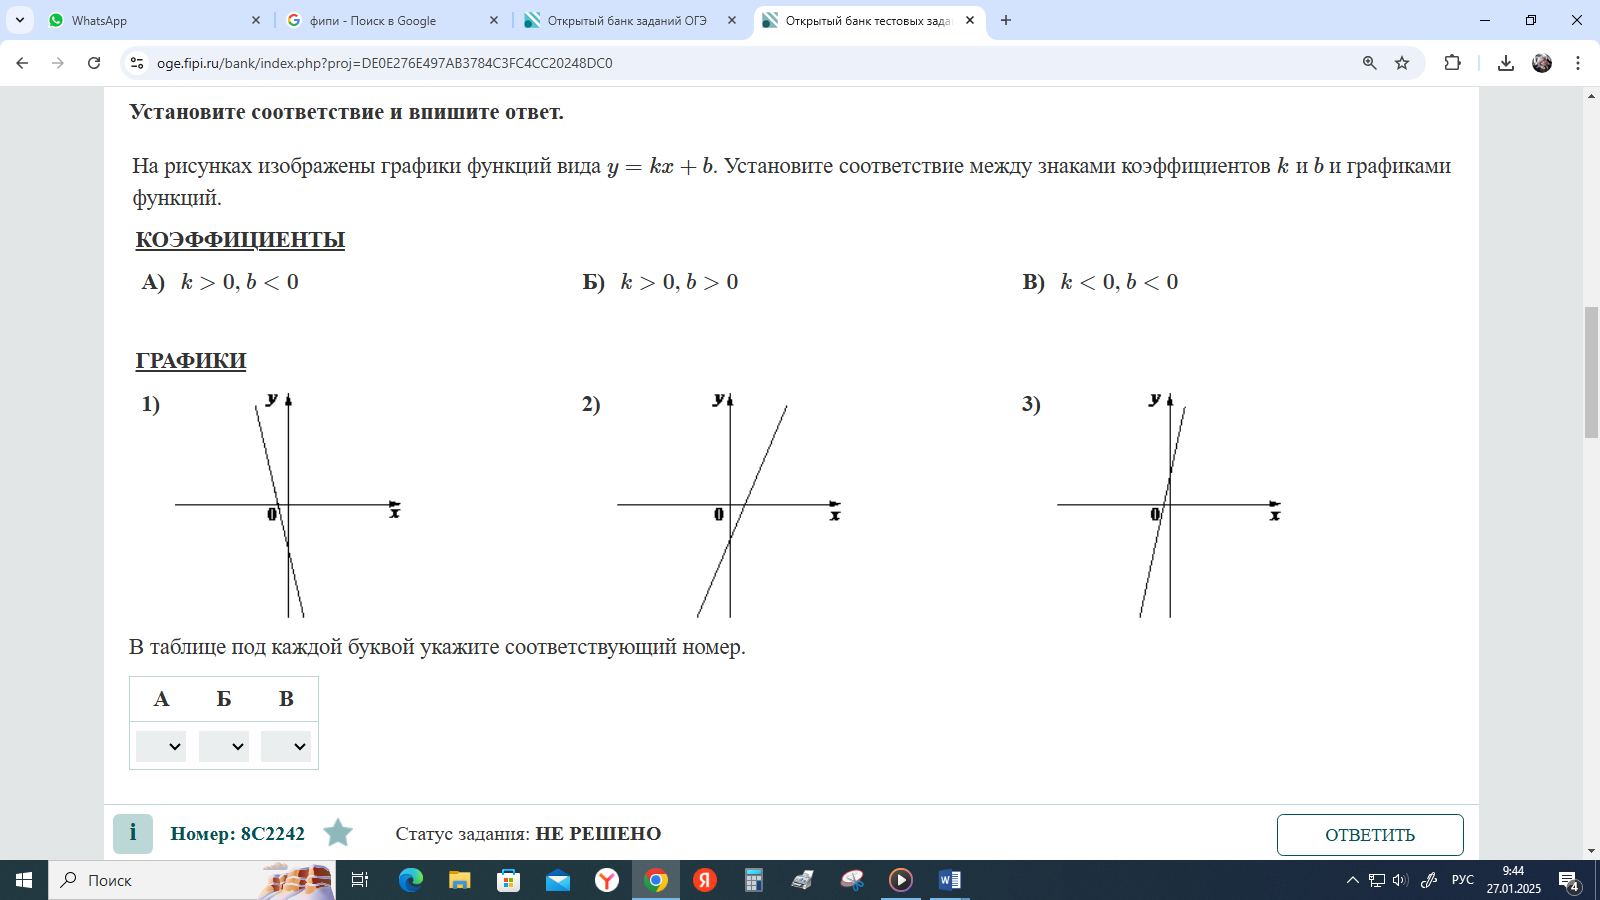 WhatsApp
фипи - Поиск в Google
Открытый банк заданий ОГЭ
Открытый банк тестовых зада
oge.fipi.ru/bank/index.php?proj=DE0E276E497AB3784C3FC4CC20248DC0
Установите соответствие и впишите ответ.
На рисунках изображены графики функций вида y = kx + b. Установите соответствие между знаками коэффициентов k и b и графиками
функций.
КОЭФФИЦИЕНТЫ
А) k > 0, b < 0
Б) k > 0, b > 0
В) k < 0, b < 0
ГРАФИКИ
1)
y
0
x
2)
y
0
x
3)
y
0
x
В таблице под каждой буквой укажите соответствующий номер.
А Б В
i
Номер: 8C2242
Статус задания: НЕ РЕШЕНО
ОТВЕТИТЬ
Поиск
РУС
9:44
27.01.2025
4